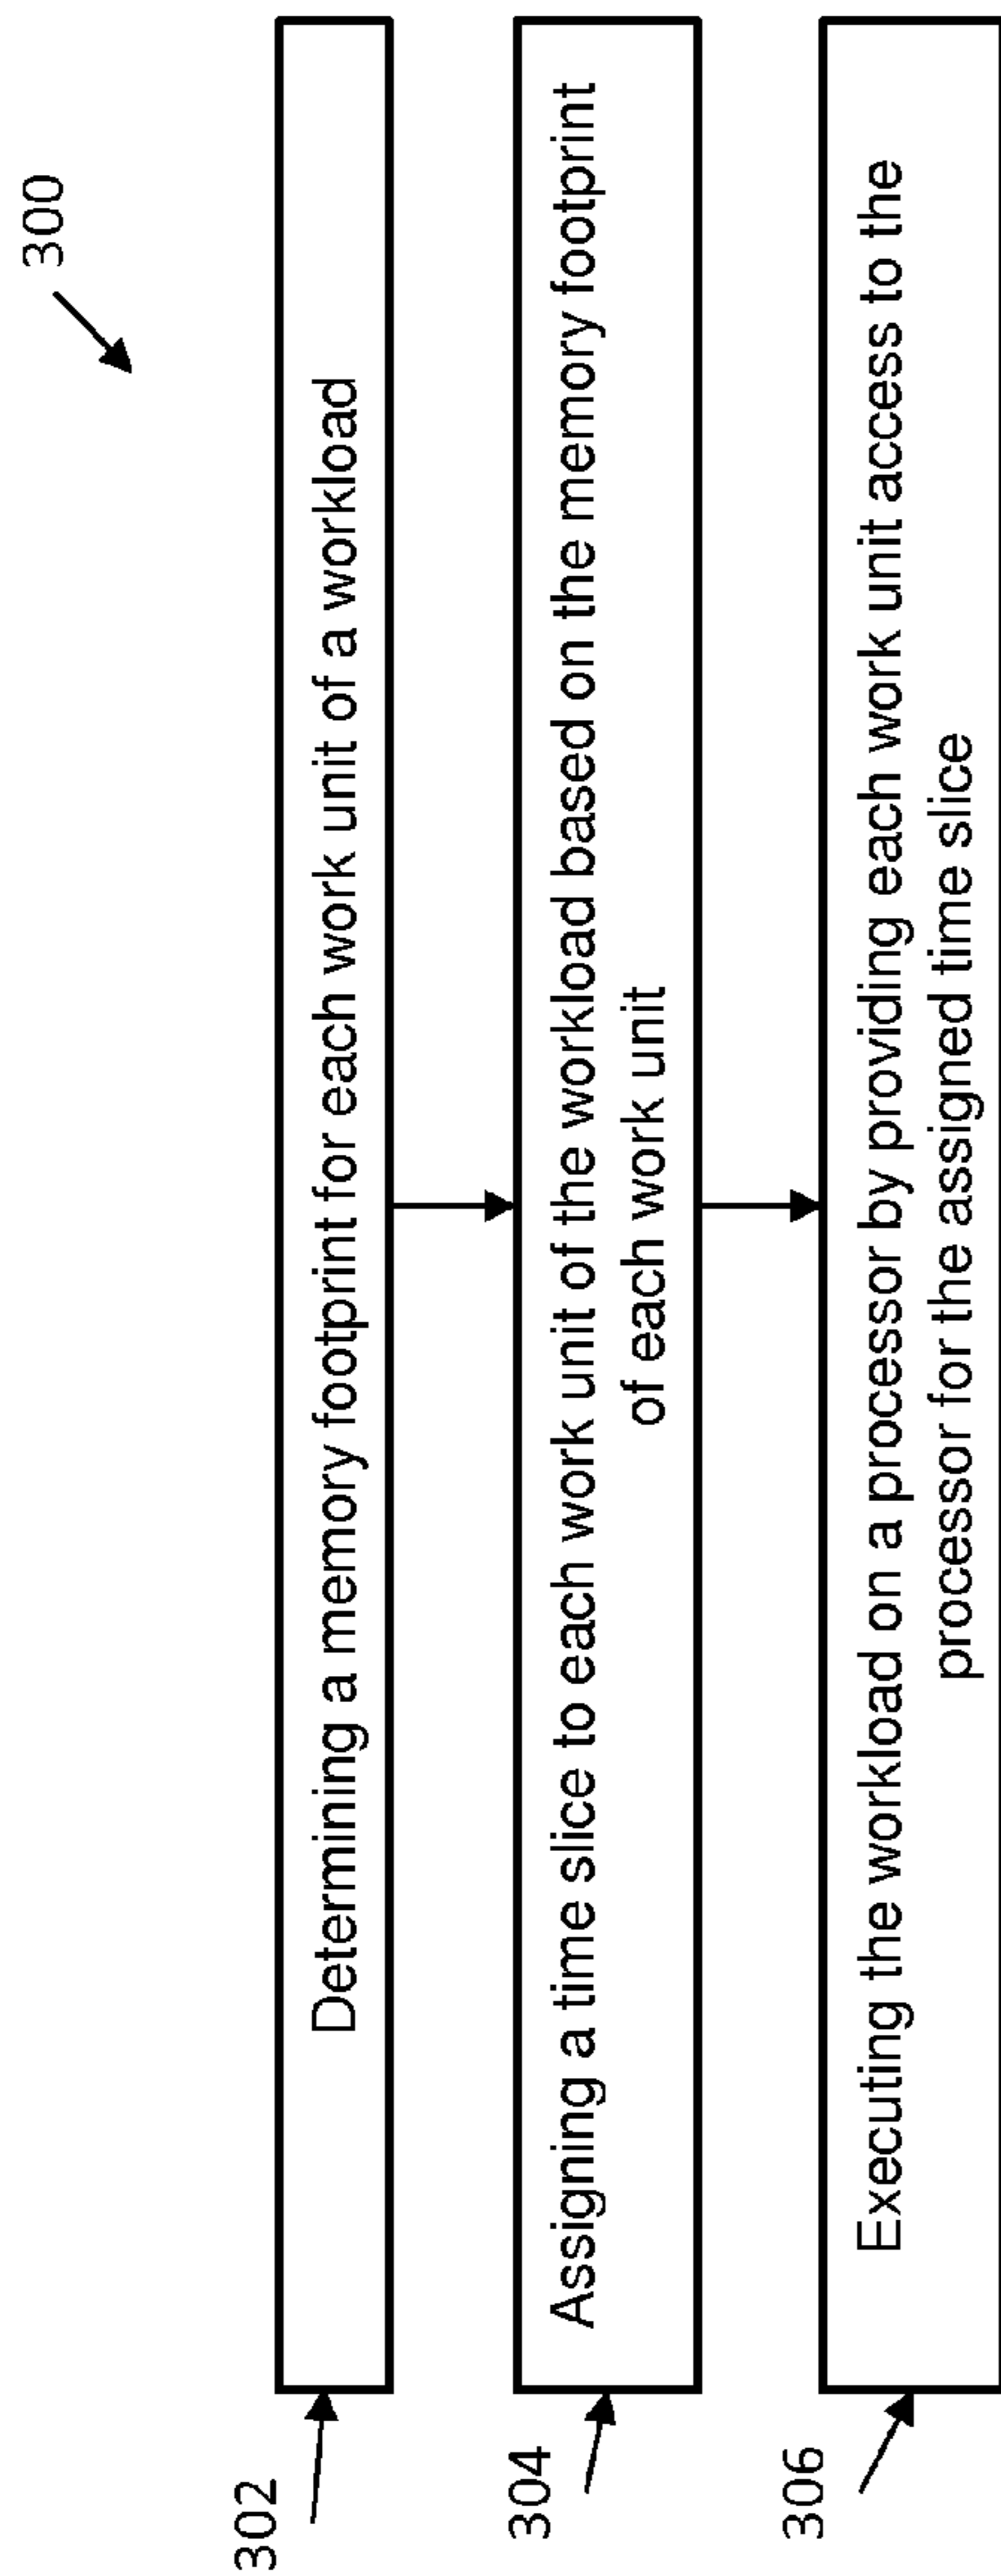 300
302
Determining a memory footprint for each work unit of a workload
304
Assigning a time slice to each work unit of the workload based on the memory footprint
of each work unit
306
Executing the workload on a processor by providing each work unit access to the
processor for the assigned time slice